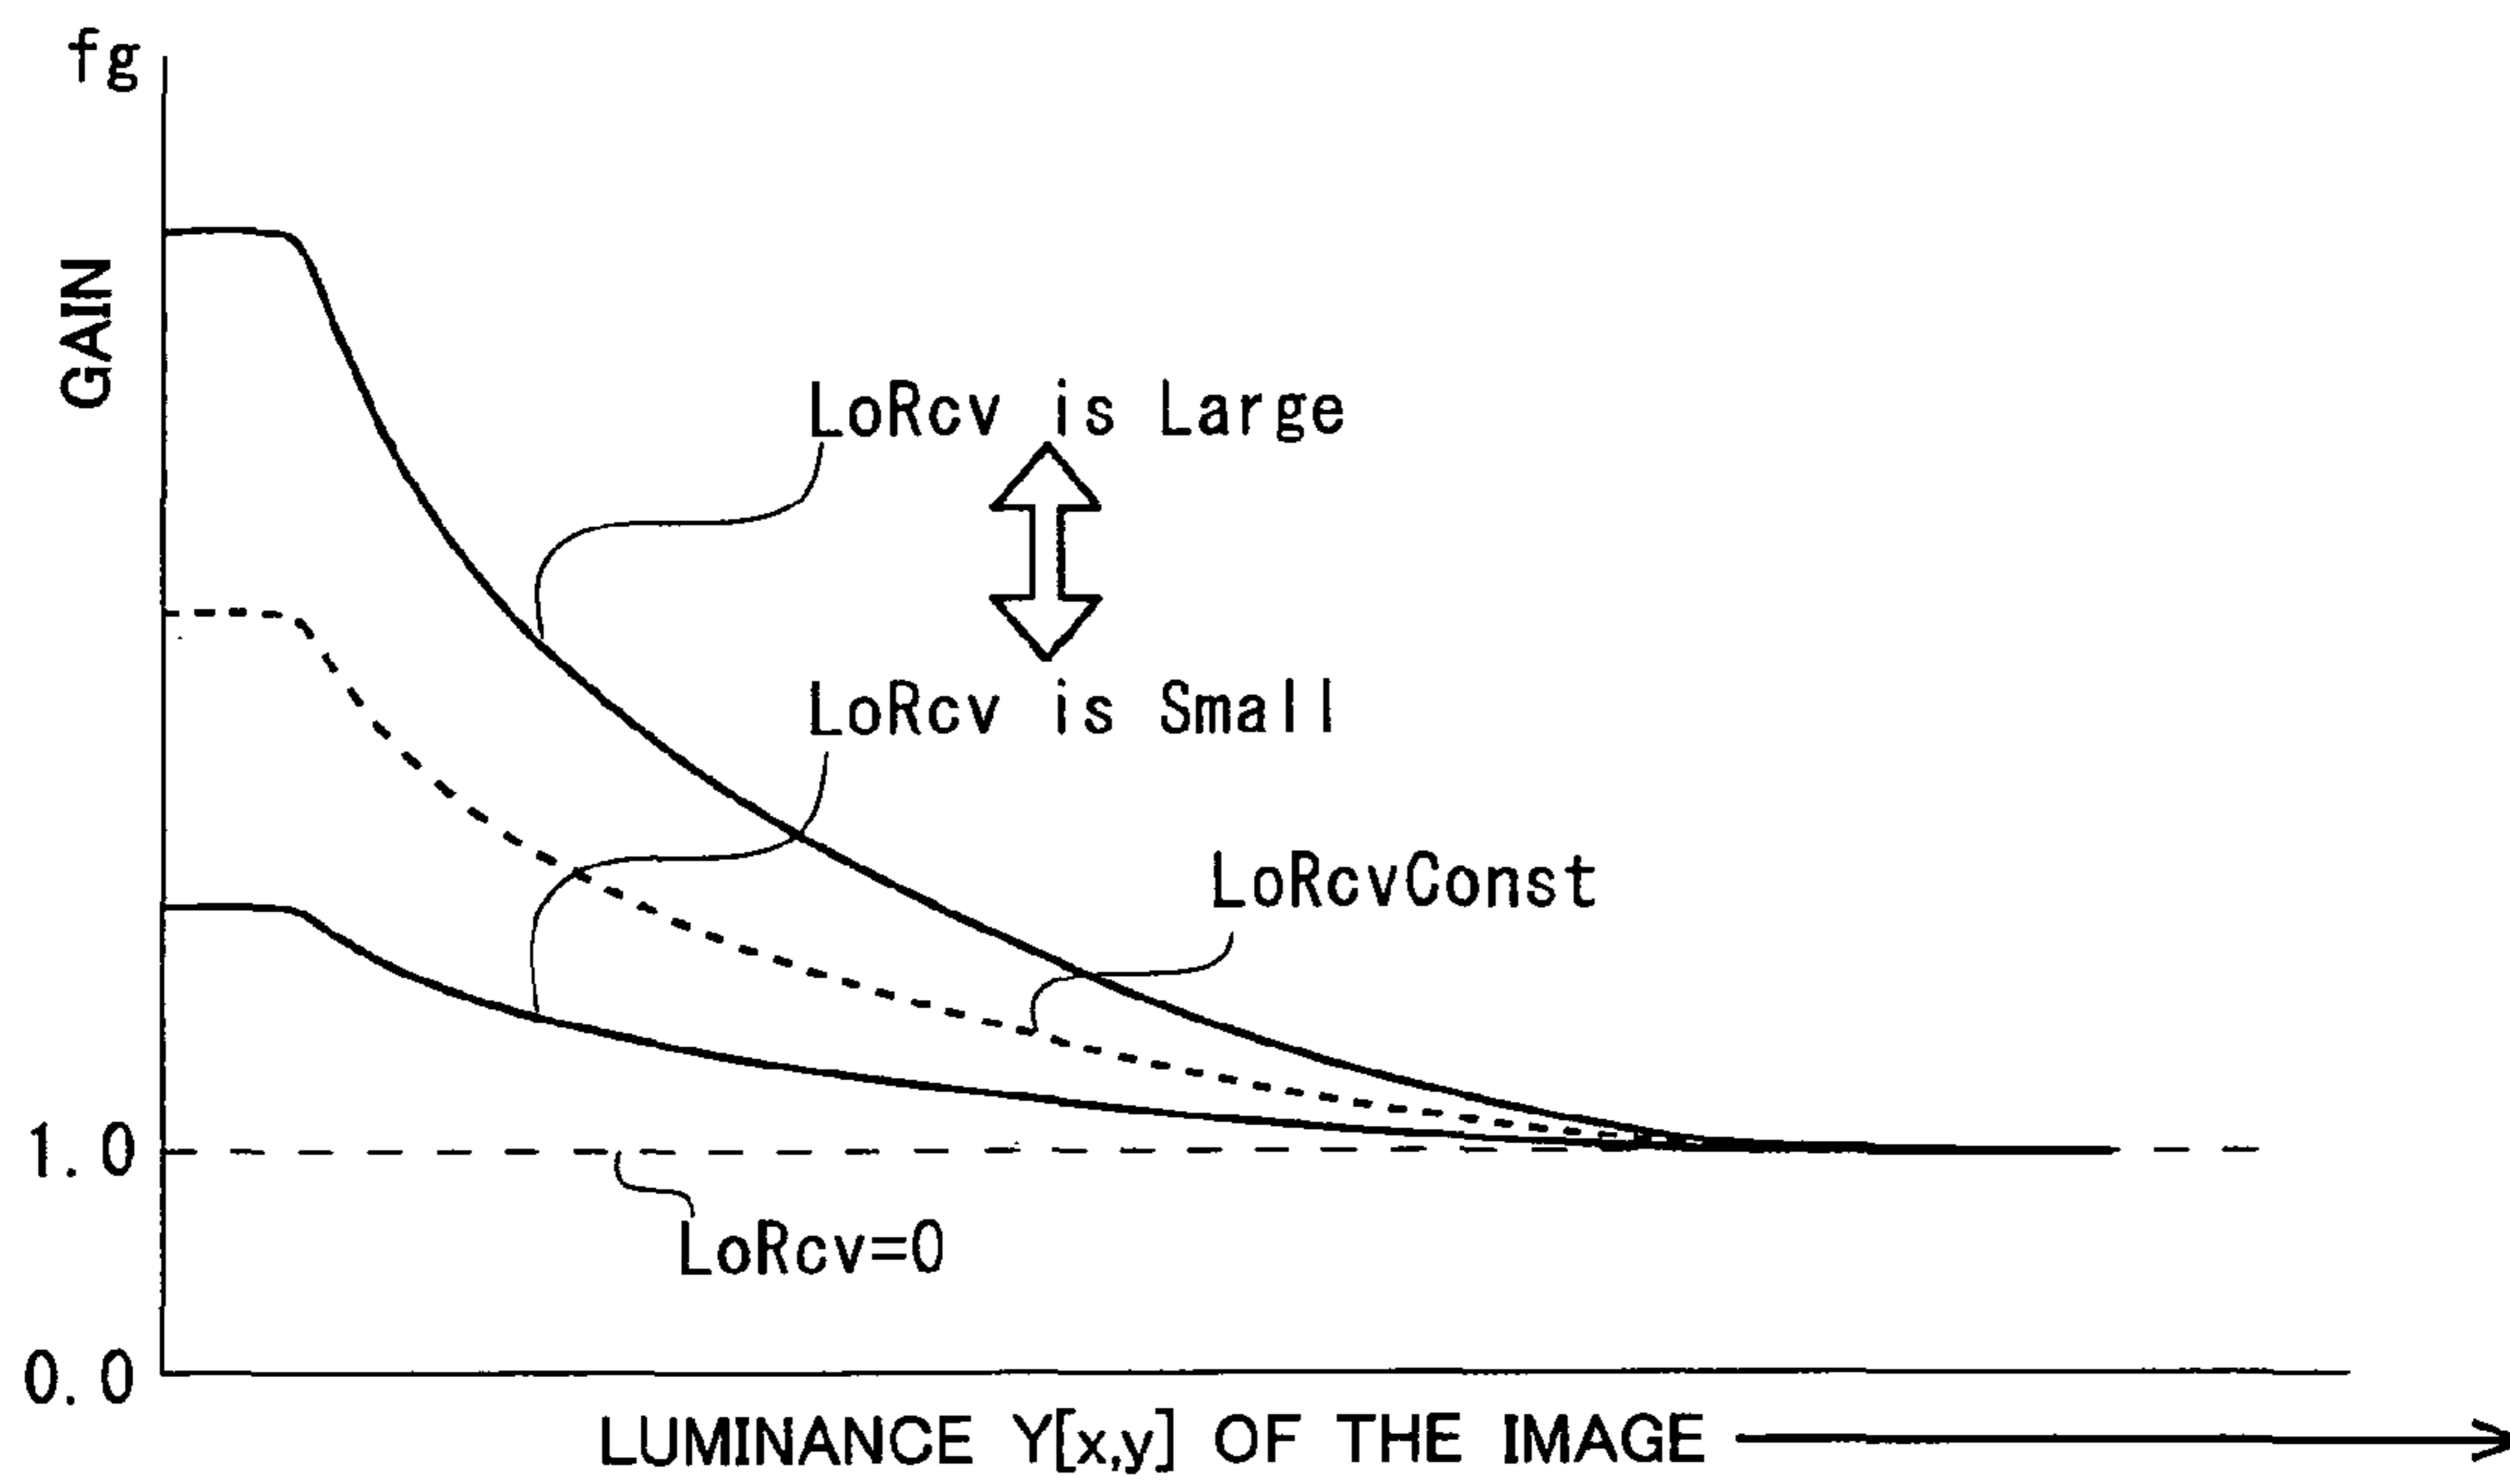 fg
GAIN
LoRcv is Large
LoRcv is Small
LoRcvConst
1.0
LoRcv=0
0.0
LUMINANCE Y[x,y] OF THE IMAGE